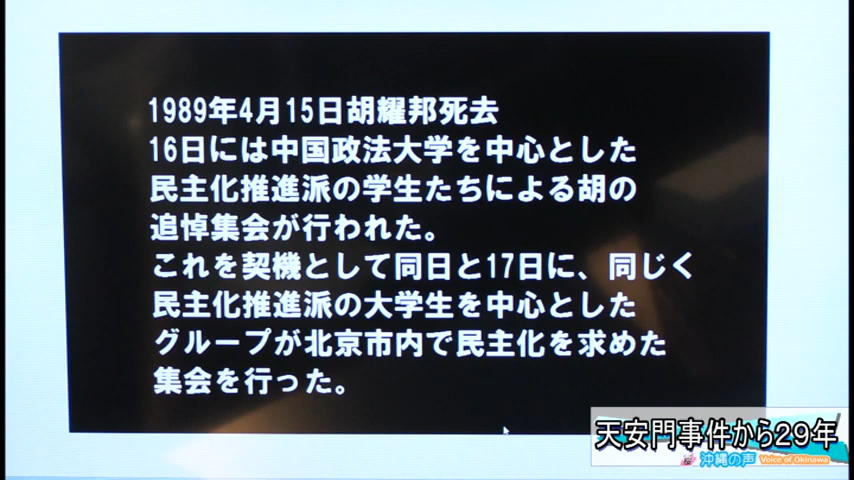 1989年4月15日胡耀邦死去
16日には中国政法大学を中心とした
民主化推進派の学生たちによる胡の
追悼集会が行われた。
これを契機として同日と17日に、同じく
民主化推進派の大学生を中心とした
グループが北京市内で民主化を求めた
集会を行った。
天安門事件から29年
沖縄の声 Voice of Okinawa